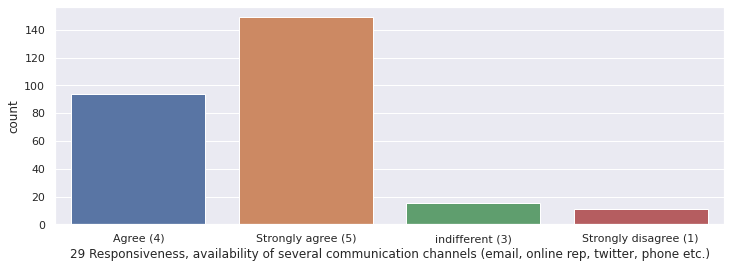 140
120
100
80
60
40
20
0
count
Agree (4) Strongly agree (5) indifferent (3) Strongly disagree (1)
29 Responsiveness, availability of several communication channels (email, online rep, twitter, phone etc.)